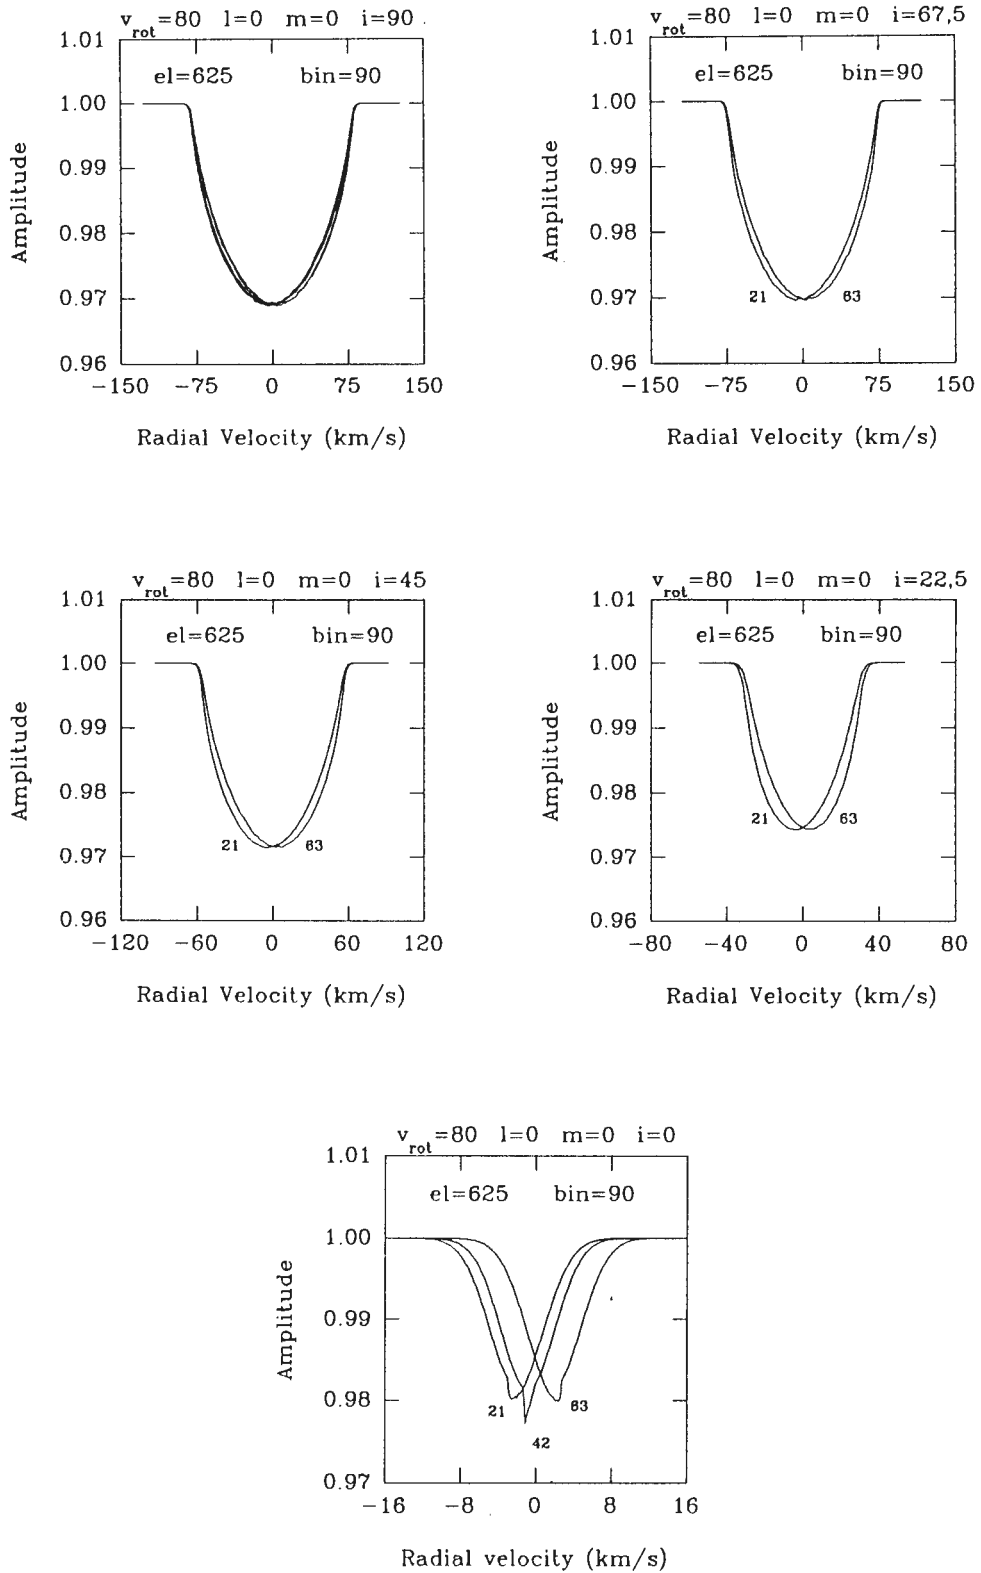 v_rot=80 l=0 m=0 i=90
1.01
el=625 bin=90
1.00
0.99
0.98
0.97
0.96
Amplitude
−150 −75 0 75 150
Radial Velocity (km/s)
v_rot=80 l=0 m=0 i=67,5
1.01
el=625 bin=90
1.00
0.99
0.98
0.97
21 63
0.96
Amplitude
−150 −75 0 75 150
Radial Velocity (km/s)
v_rot=80 l=0 m=0 i=45
1.01
el=625 bin=90
1.00
0.99
0.98
21 63
0.97
0.96
Amplitude
−120 −60 0 60 120
Radial Velocity (km/s)
v_rot=80 l=0 m=0 i=22,5
1.01
el=625 bin=90
1.00
0.99
0.98
21 63
0.97
0.96
Amplitude
−80 −40 0 40 80
Radial Velocity (km/s)
v_rot=80 l=0 m=0 i=0
1.01
el=625 bin=90
1.00
0.99
0.98
21 63
42
0.97
Amplitude
−16 −8 0 8 16
Radial velocity (km/s)